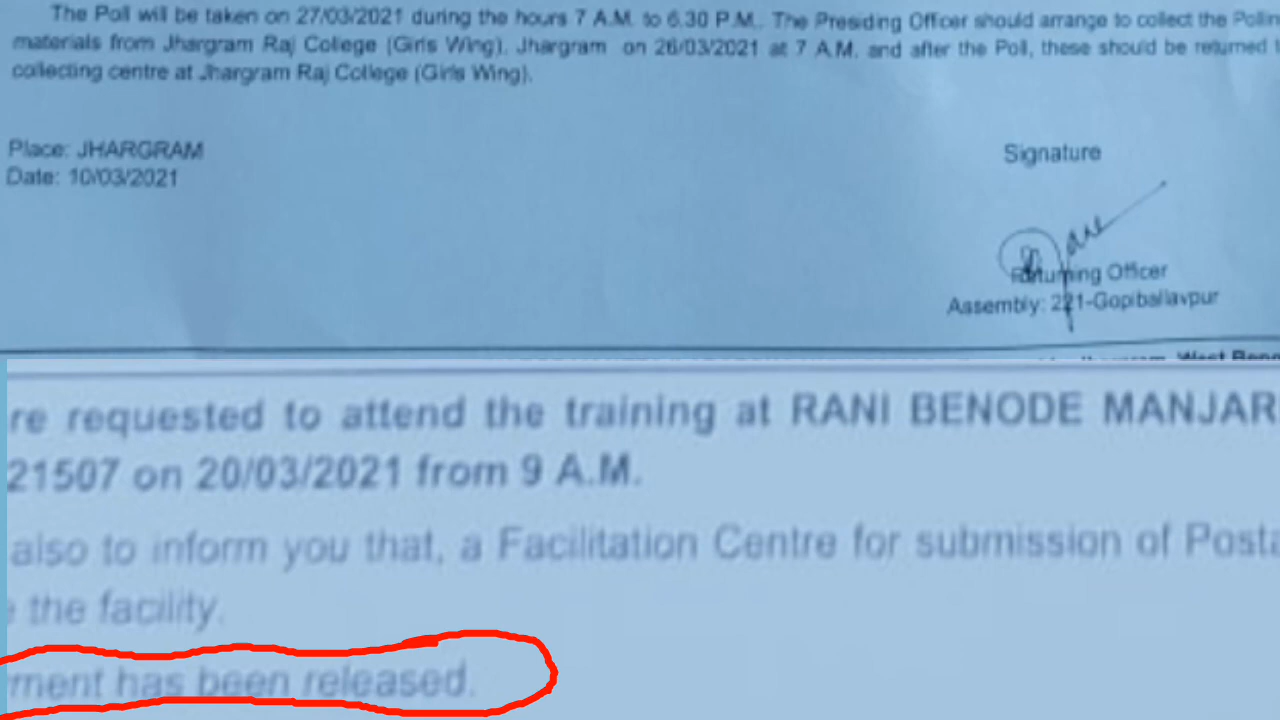 The Poll will be taken on 27/03/2021 during the hours 7 A.M. to 6.30 P.M.. The Presiding Officer should arrange to collect the Pollin
materials from Jhargram Raj College (Girls Wing), Jhargram on 26/03/2021 at 7 A.M. and after the Poll, these should be returned
collecting centre at Jhargram Raj College (Girls Wing).
Place: JHARGRAM
Date: 10/03/2021
Signature
Returning Officer
Assembly: 221-Gopiballavpur
West Beng
re requested to attend the training at RANI BENODE MANJAR
21507 on 20/03/2021 from 9 A.M.
also to inform you that, a Facilitation Centre for submission of Posta
the facility.
ment has been released.